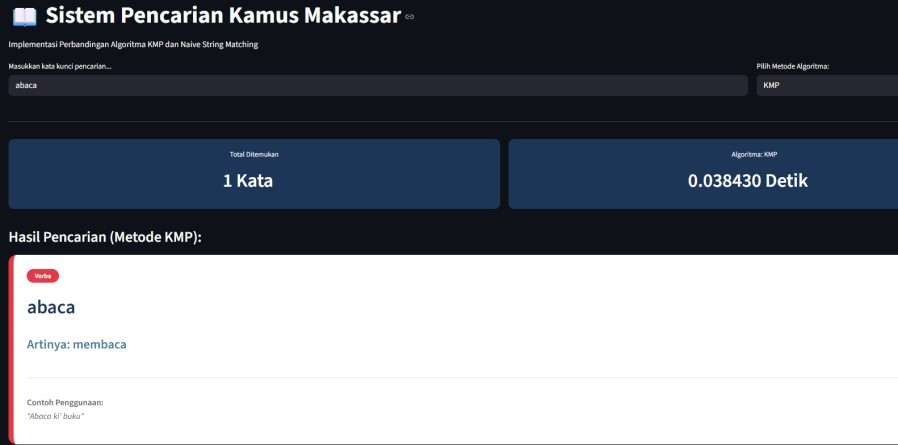 Sistem Pencarian Kamus Makassar
Implementasi Perbandingan Algoritma KMP dan Naive String Matching
Masukkan kata kunci pencarian...
Pilih Metode Algoritma:
abaca
KMP
Total Ditemukan
1 Kata
Algoritma: KMP
0.038430 Detik
Hasil Pencarian (Metode KMP):
Verba
abaca
Artinya: membaca
Contoh Penggunaan:
"Abaca ki' buku"